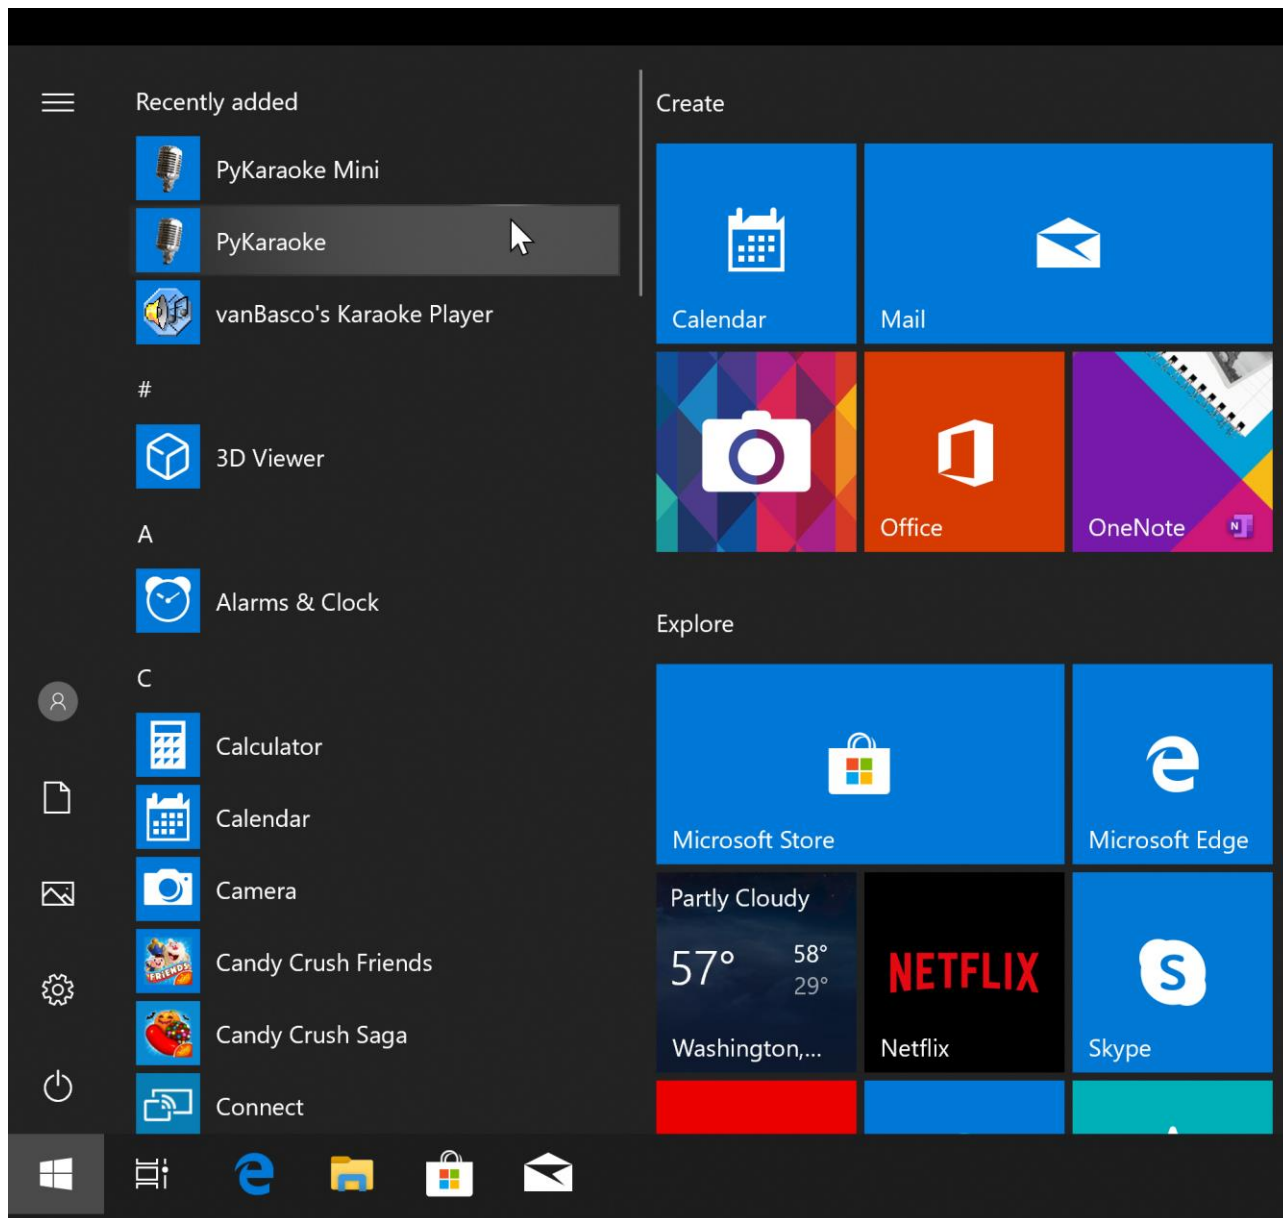 Recently added
PyKaraoke Mini
PyKaraoke
vanBasco's Karaoke Player
#
3D Viewer
A
Alarms & Clock
C
Calculator
Calendar
Camera
FRIENDS
Candy Crush Friends
Candy Crush Saga
Connect
Create
Calendar
Mail
Office
OneNote
N
Explore
Microsoft Store
Microsoft Edge
Partly Cloudy
57° 58°
29°
Washington,...
NETFLIX
Netflix
S
Skype